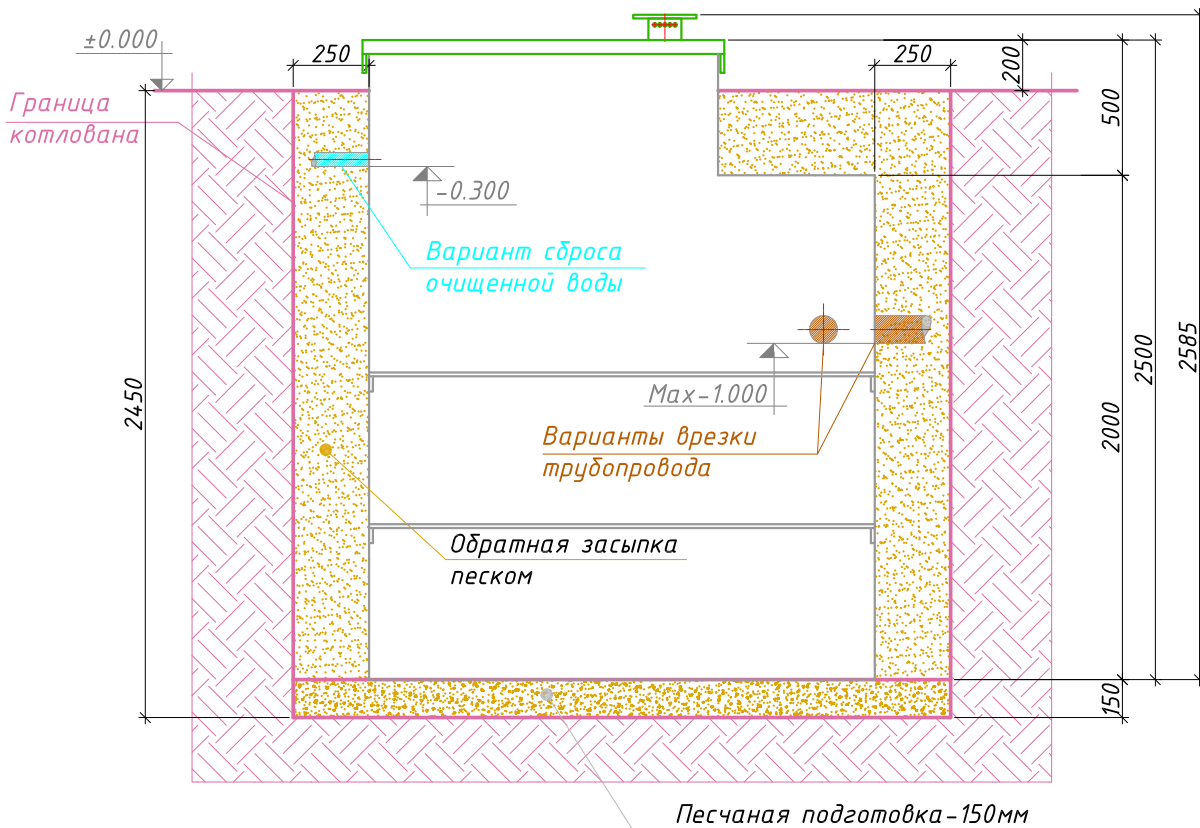 ±0.000
250
250
200
Граница
котлована
500
-0.300
Вариант сброса
очищенной воды
2585
2500
Max-1.000
2450
2000
Варианты врезки
трубопровода
Обратная засыпка
песком
150
Песчаная подготовка-150мм